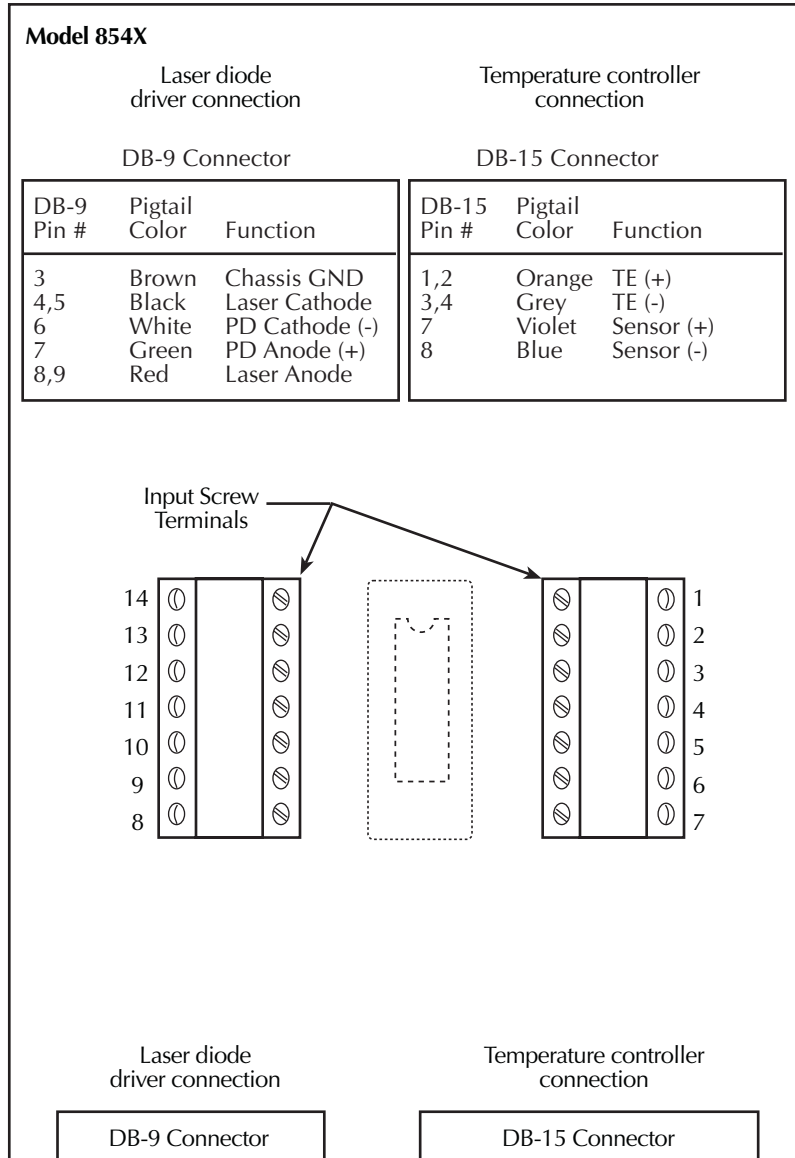 Model 854X
Laser diode
driver connection
Temperature controller
connection
DB-9 Connector
DB-15 Connector
DB-9 Pigtail
Pin # Color Function
3 Brown Chassis GND
4,5 Black Laser Cathode
6 White PD Cathode (-)
7 Green PD Anode (+)
8,9 Red Laser Anode
DB-15 Pigtail
Pin # Color Function
1,2 Orange TE (+)
3,4 Grey TE (-)
7 Violet Sensor (+)
8 Blue Sensor (-)
Input Screw
Terminals
14
13
12
11
10
9
8
1
2
3
4
5
6
7
Laser diode
driver connection
Temperature controller
connection
DB-9 Connector
DB-15 Connector